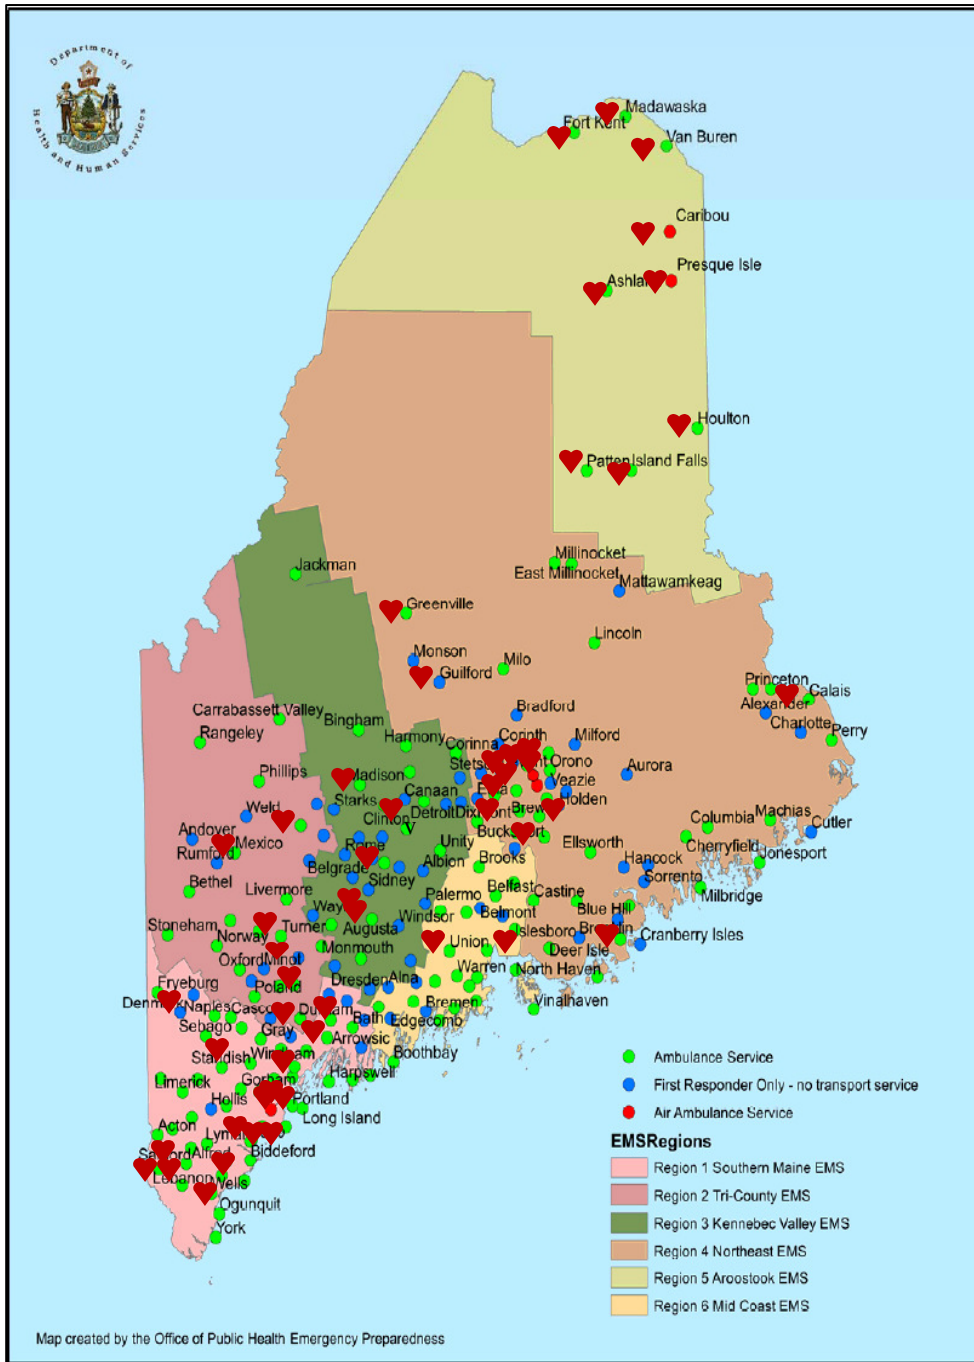 Department of
Health and Human Services
Madawaska
Fort Kent
Van Buren
Caribou
Presque Isle
Houlton
Island Falls
Jackman
Millinocket
East Millinocket
Mattawamkeag
Greenville
Lincoln
Monson
Milo
Guilford
Princeton
Calais
Alexander
Carrabassett Valley
Bingham
Bradford
Charlotte
Rangeley
Harmony
Corinna
Corinth
Milford
Perry
Phillips
Madison
Orono
Veazie
Aurora
Weld
Starks
Canaan
Holden
Clinton
Detroit
Dixmont
Columbia
Machias
Andover
Mexico
V
Cutler
Rumford
Rome
Unity
Ellsworth
Cherryfield
Jonesport
Belgrade
Albion
Brooks
Hancock
Bethel
Sidney
Sorrento
Livermore
Palermo
Belfast
Castine
Milbridge
Stoneham
Turner
Augusta
Windsor
Belmont
Blue Hill
Norway
Monmouth
Union
Islesboro
Cranberry Isles
Oxford
Minot
Deer Isle
Fryeburg
Poland
Dresden
Alna
Warren
North Haven
Naples
Casco
Bremen
Vinalhaven
Sebago
Gray
Bath
Edgecomb
Arrowsic
Windham
Boothbay
Limerick
Gorham
Harpswell
Hollis
Portland
Long Island
Acton
Alfred
Biddeford
Lebanon
Wells
Ogunquit
York
Ambulance Service
First Responder Only - no transport service
Air Ambulance Service
EMSRegions
Region 1 Southern Maine EMS
Region 2 Tri-County EMS
Region 3 Kennebec Valley EMS
Region 4 Northeast EMS
Region 5 Aroostook EMS
Region 6 Mid Coast EMS
Map created by the Office of Public Health Emergency Preparedness